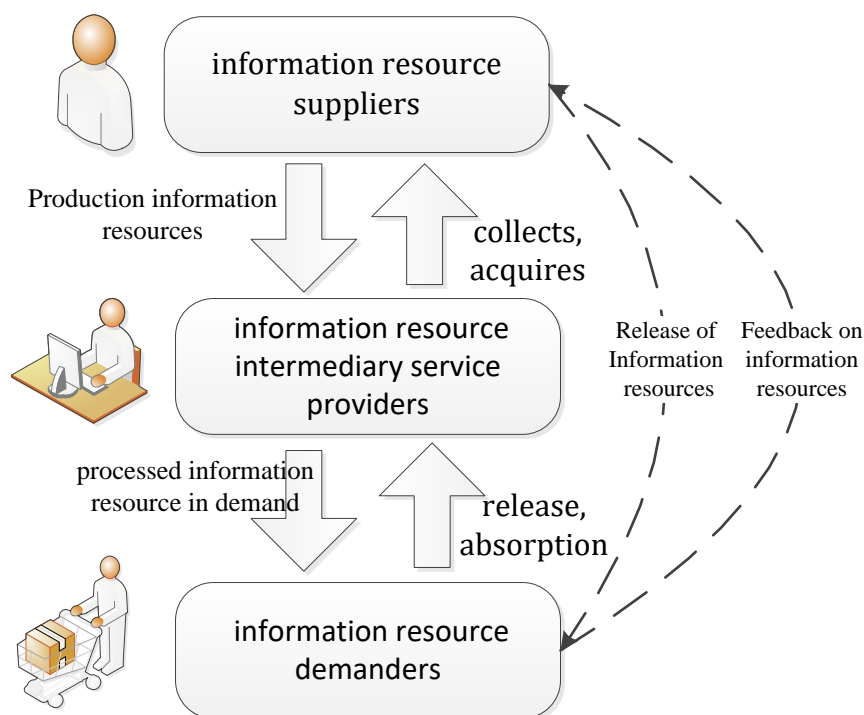 information resource
suppliers
Production information
resources
collects,
acquires
information resource
intermediary service
providers
Release of
Information
resources
Feedback on
information
resources
processed information
resource in demand
release,
absorption
information resource
demanders